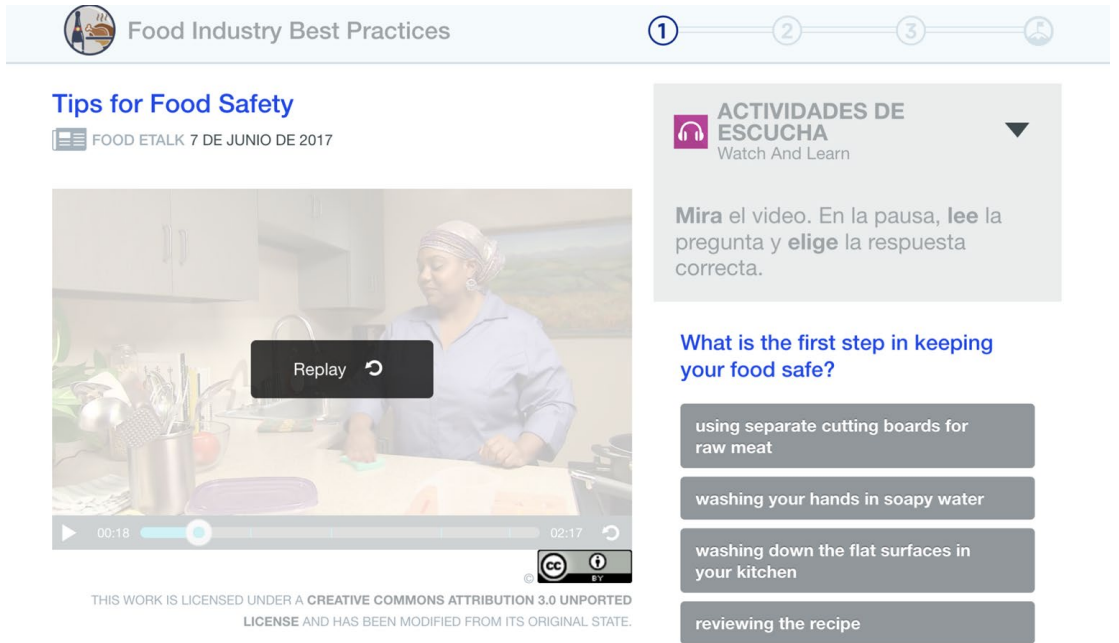 Food Industry Best Practices
1
2
3
Tips for Food Safety
FOOD ETALK 7 DE JUNIO DE 2017
Replay
00:18
02:17
©
cc
BY
THIS WORK IS LICENSED UNDER A CREATIVE COMMONS ATTRIBUTION 3.0 UNPORTED
LICENSE AND HAS BEEN MODIFIED FROM ITS ORIGINAL STATE.
ACTIVIDADES DE
ESCUCHA
Watch And Learn
Mira el video. En la pausa, lee la
pregunta y elige la respuesta
correcta.
What is the first step in keeping
your food safe?
using separate cutting boards for
raw meat
washing your hands in soapy water
washing down the flat surfaces in
your kitchen
reviewing the recipe